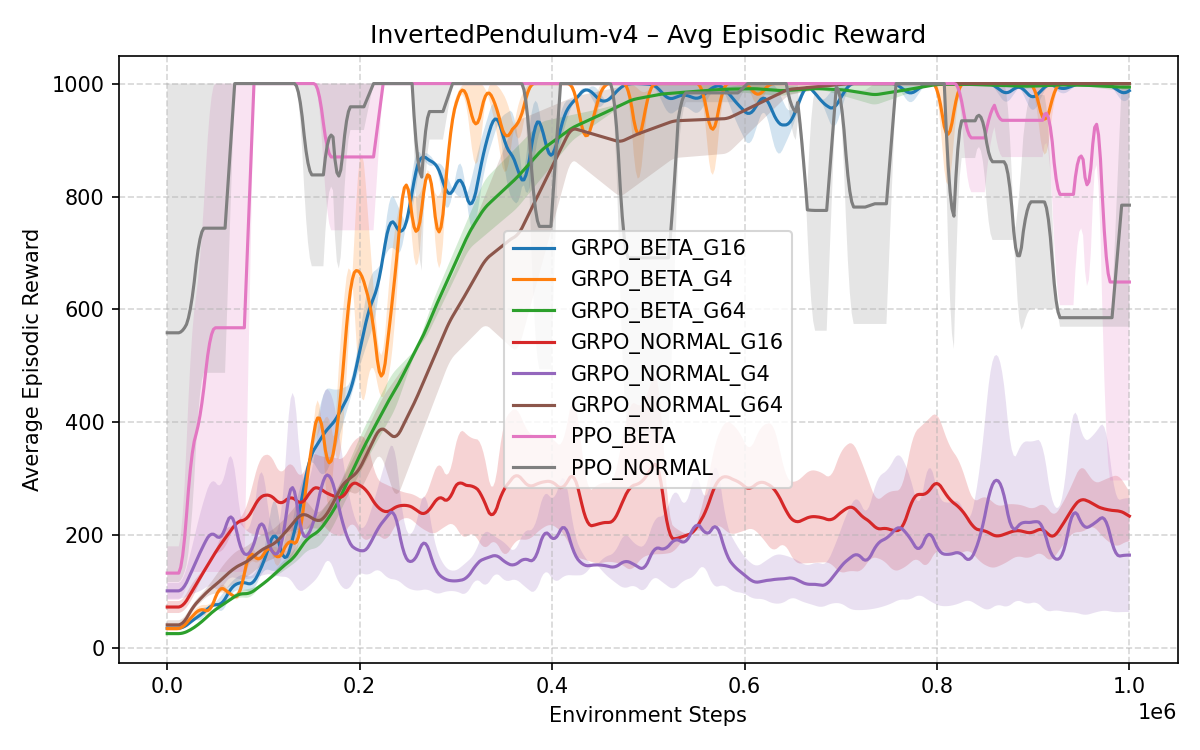 InvertedPendulum-v4 – Avg Episodic Reward
1000
800
600
400
200
0
Average Episodic Reward
GRPO_BETA_G16
GRPO_BETA_G4
GRPO_BETA_G64
GRPO_NORMAL_G16
GRPO_NORMAL_G4
GRPO_NORMAL_G64
PPO_BETA
PPO_NORMAL
0.0 0.2 0.4 0.6 0.8 1.0
1e6
Environment Steps